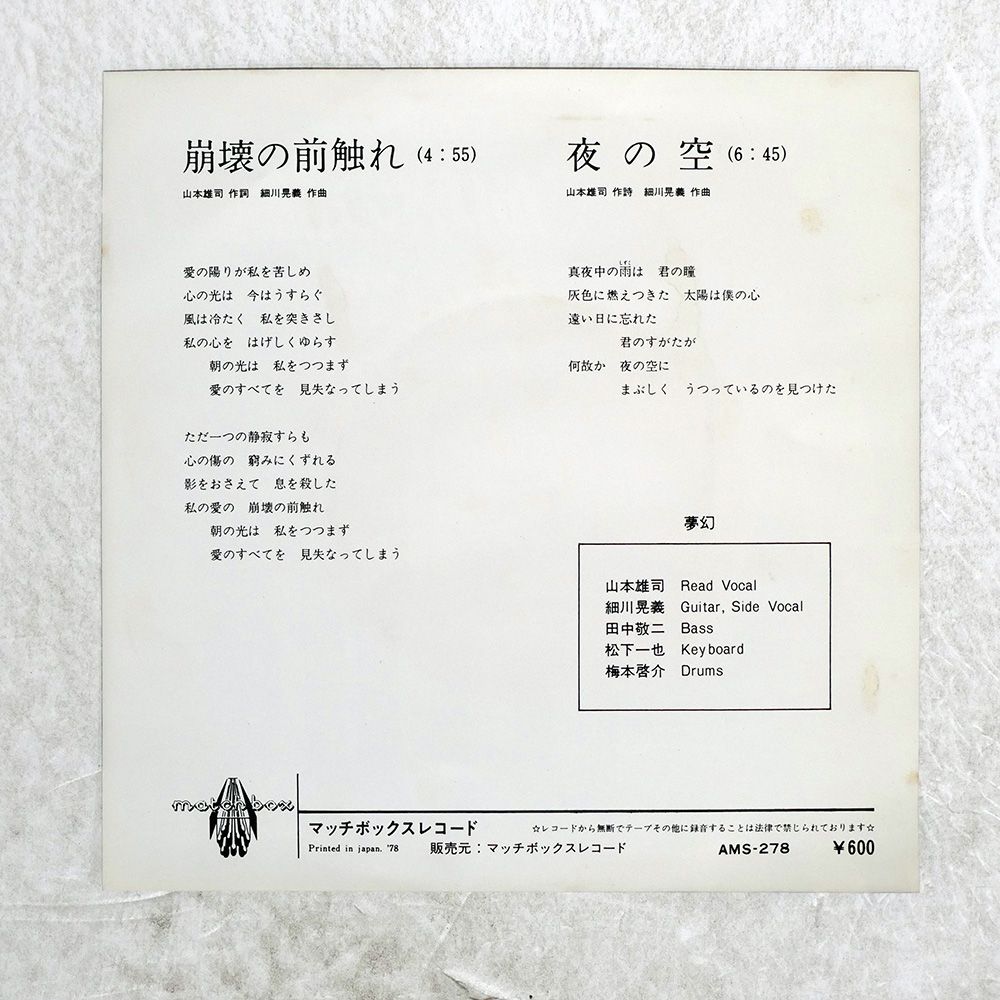 崩壊の前触れ (4:55)
山本雄司 作詞　細川晃義 作曲
愛の陽りが私を苦しめ
心の光は　今はうすらぐ
風は冷たく　私を突きさし
私の心を　はげしくゆらす
朝の光は　私をつつまず
愛のすべてを　見失なってしまう
ただ一つの静寂すらも
心の傷の　窮みにくずれる
影をおさえて　息を殺した
私の愛の　崩壊の前触れ
朝の光は　私をつつまず
愛のすべてを　見失なってしまう
夜の空 (6:45)
山本雄司 作詩　細川晃義 作曲
しずく
真夜中の雨は　君の瞳
灰色に燃えつきた　太陽は僕の心
遠い日に忘れた
君のすがたが
何故か　夜の空に
まぶしく　うつっているのを見つけた
夢幻
山本雄司 Read Vocal
細川晃義 Guitar, Side Vocal
田中敬二 Bass
松下一也 Keyboard
梅本啓介 Drums
matchbox
マッチボックスレコード
☆レコードから無断でテープその他に録音することは法律で禁じられております☆
Printed in japan. '78　販売元：マッチボックスレコード　AMS-278　¥600